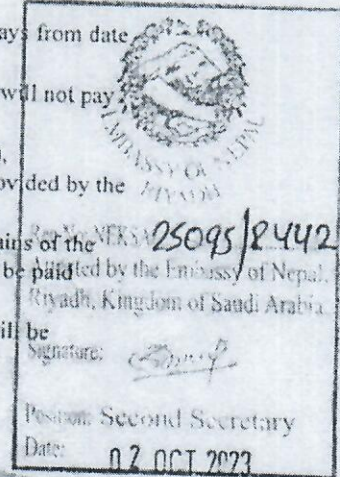 ays from date
will not pay
EMBASSY OF NEPAL
RIYADH
ovided by the
25095/8442
ains of the
be paid
Attested by the Embassy of Nepal,
Riyadh, Kingdom of Saudi Arabia.
ill be
Signature:
Position: Second Secretary
Date: 02 OCT 2023